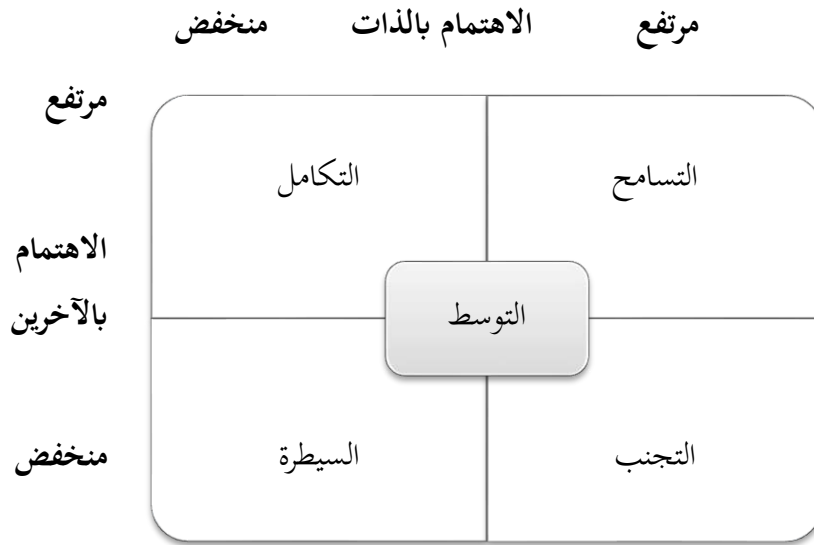 مرتفع الاهتمام بالذات منخفض
مرتفع
التسامح التكامل
الاهتمام
بالآخرين
التوسط
منخفض
التجنب السيطرة